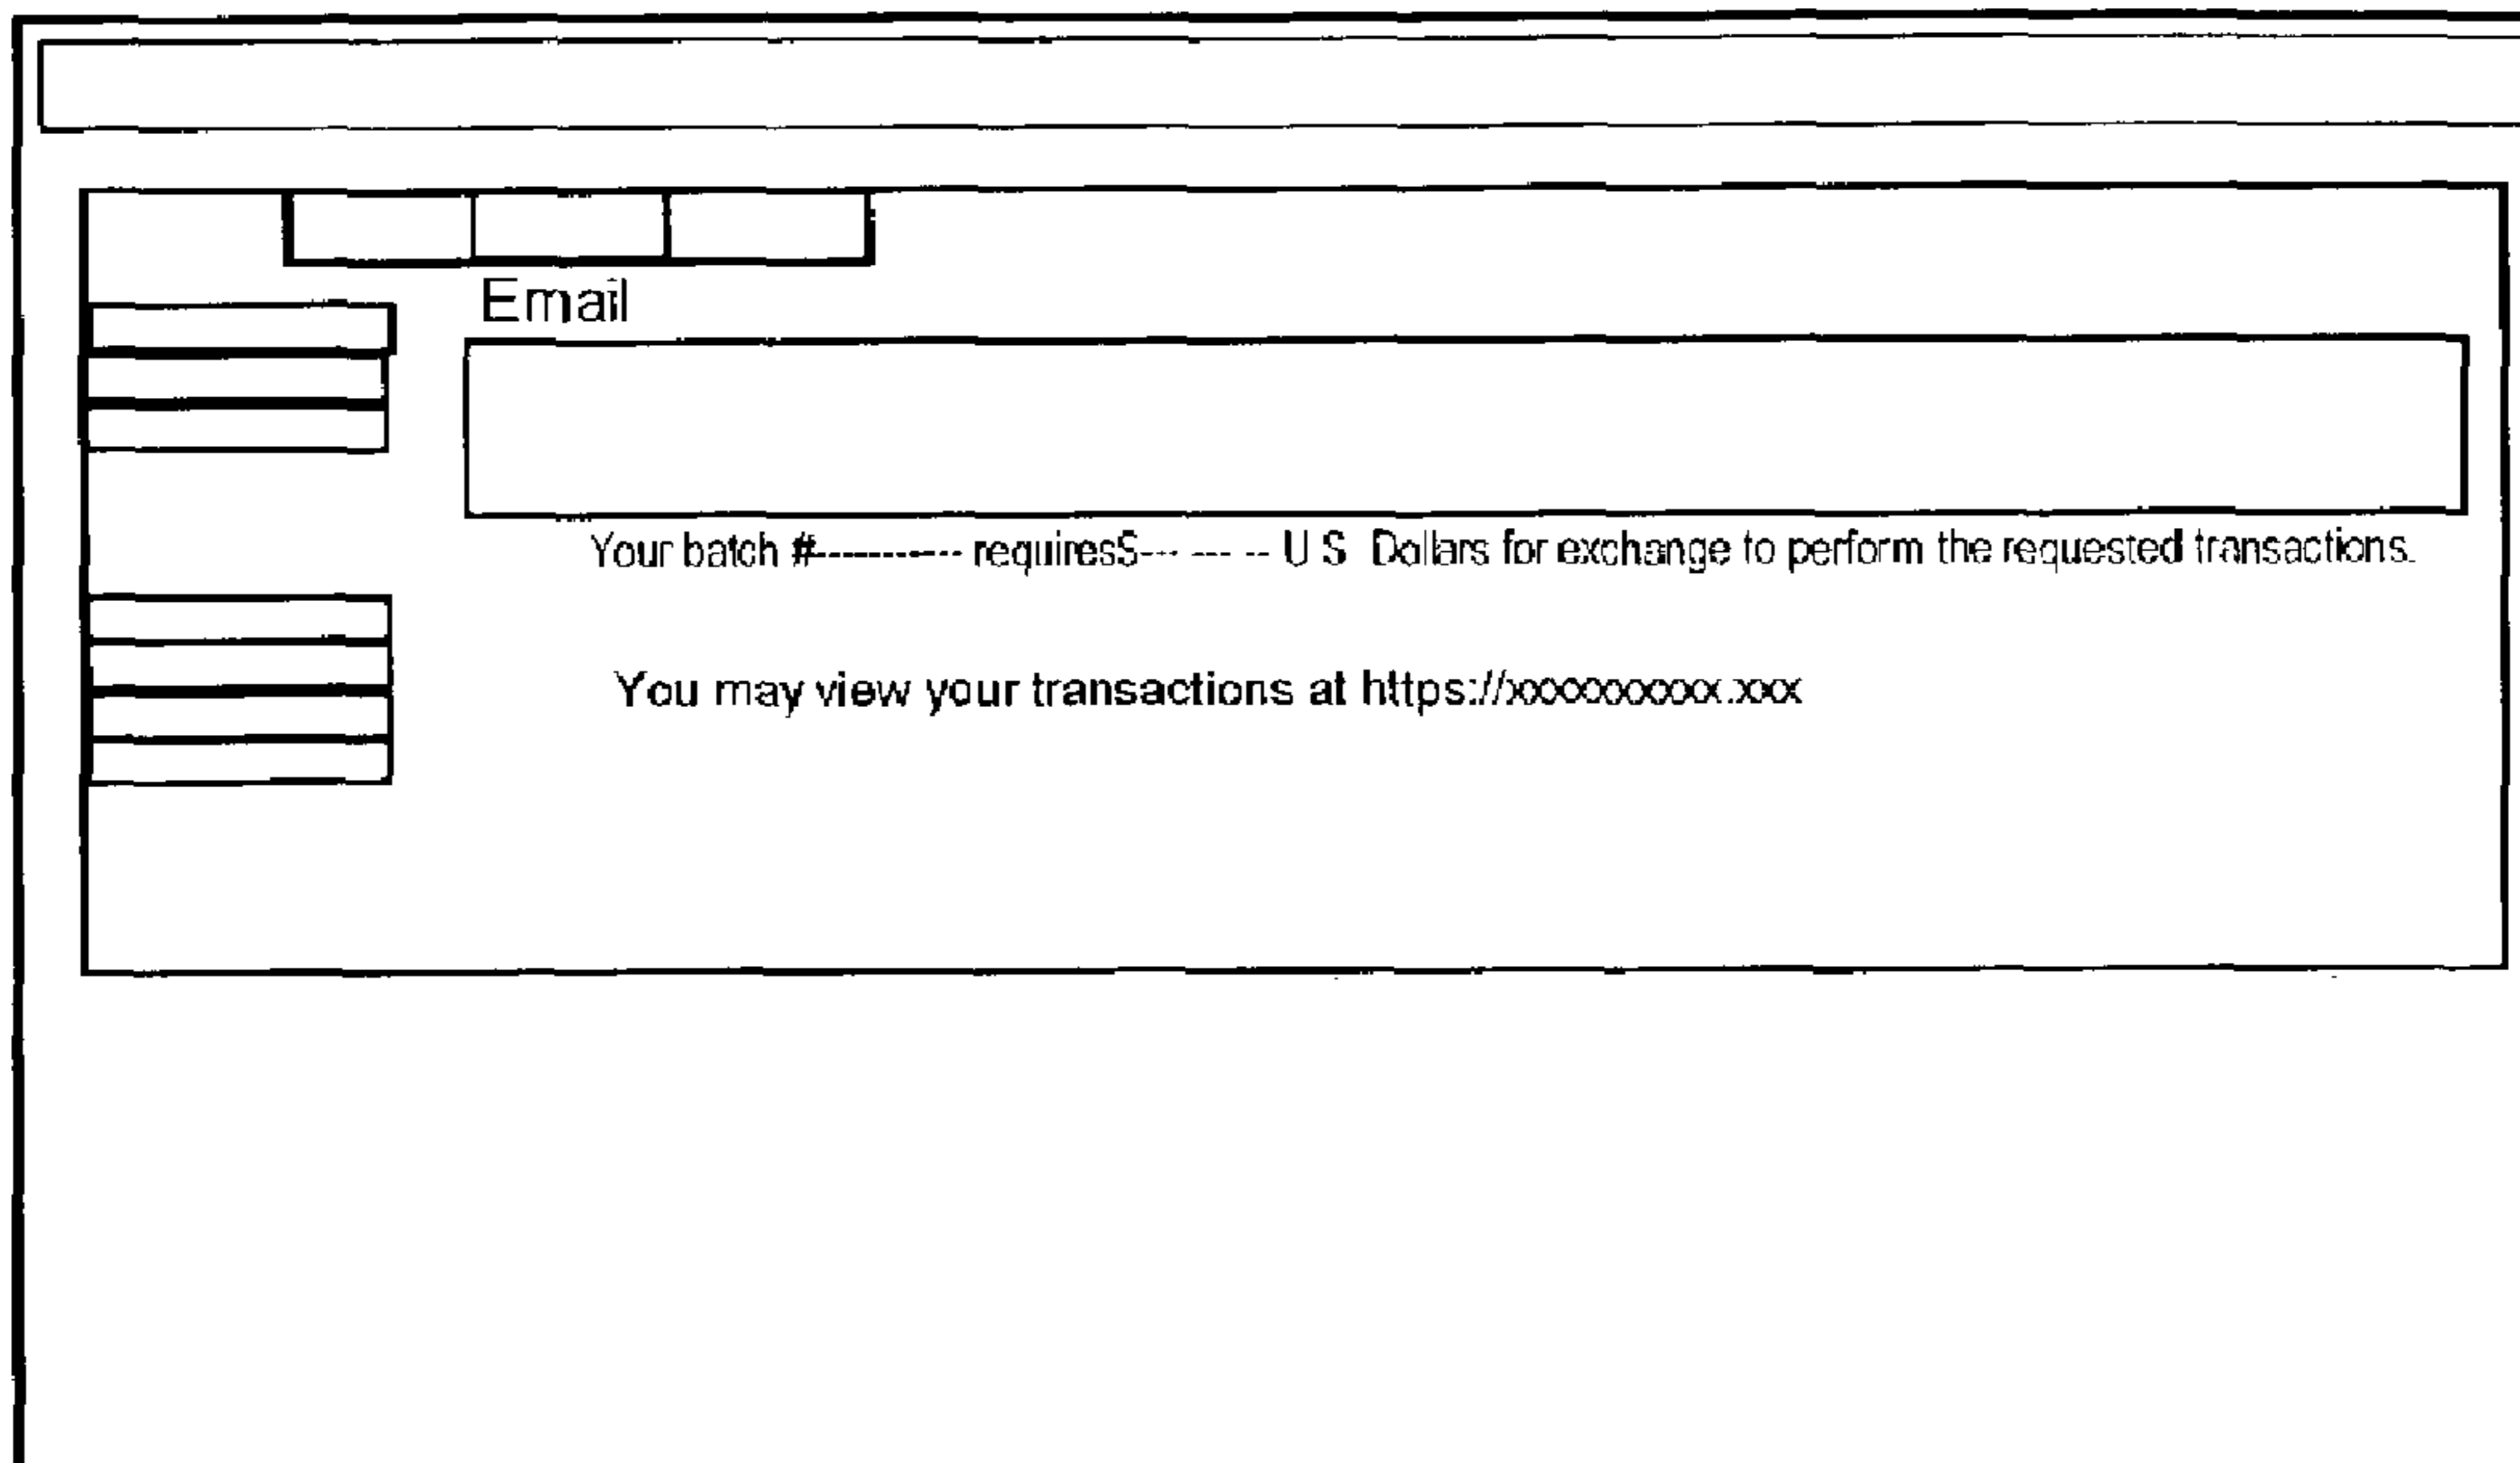 Email
Your batch #----------- requires$--- --- -- U S Dollars for exchange to perform the requested transactions.
You may view your transactions at https://xxxxxxxxxx.xxx